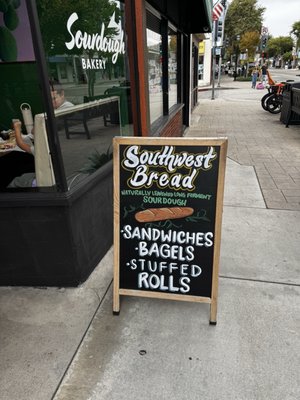 Sourdough
BAKERY
Southwest
Bread
NATURALLY LEAVENED LONG FERMENT
SOURDOUGH
•SANDWICHES
•BAGELS
•STUFFED
ROLLS